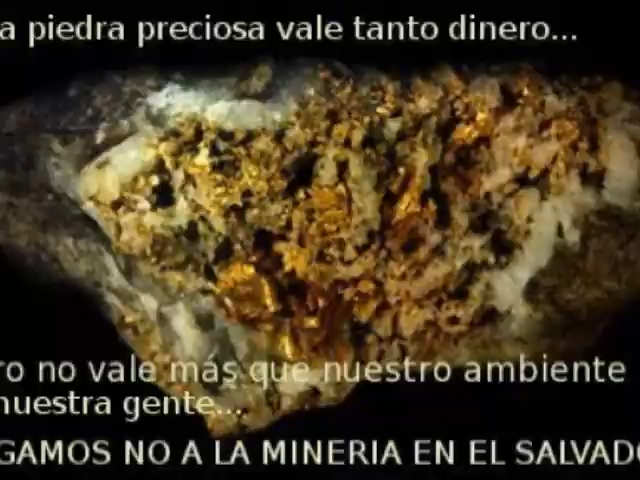 a piedra preciosa vale tanto dinero...
ro no vale más que nuestro ambiente
nuestra gente...
GAMOS NO A LA MINERIA EN EL SALVADO